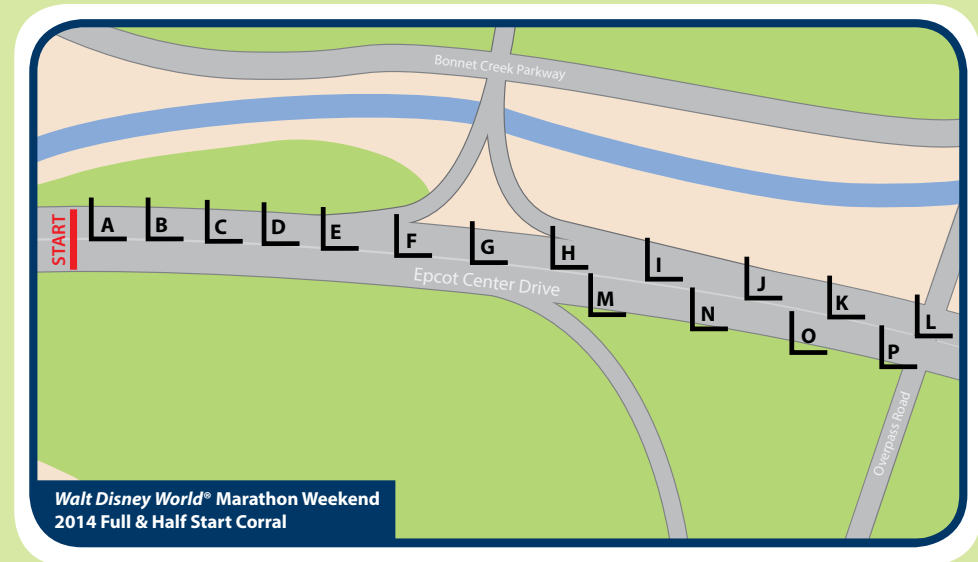 Bonnet Creek Parkway
START
A
B
C
D
E
F
G
H
I
J
K
L
Epcot Center Drive
M
N
O
P
Overpass Road
Walt Disney World® Marathon Weekend
2014 Full & Half Start Corral